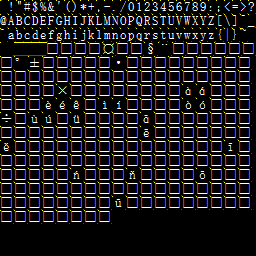 !"#$%&'()*+,-./0123456789:;<=>?
@ABCDEFGHIJKLMNOPQRSTUVWXYZ[\]^_
`abcdefghijklmnopqrstuvwxyz{|}~
¤ § ¨
° ± •
× à á
è é ê ì í ò ó
÷ ù ú ü ā
ē
ě ī
ń ň ō
ū